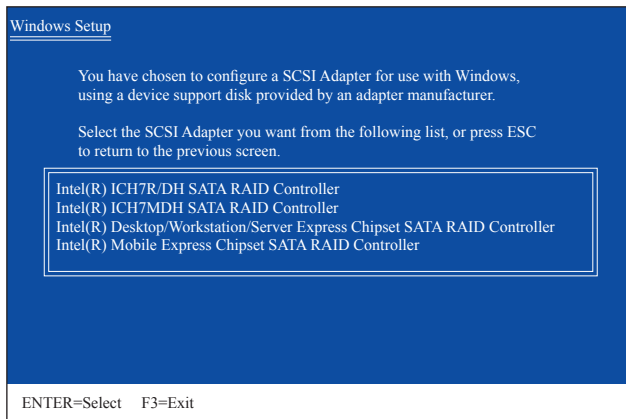 Windows Setup
You have chosen to configure a SCSI Adapter for use with Windows,
using a device support disk provided by an adapter manufacturer.
Select the SCSI Adapter you want from the following list, or press ESC
to return to the previous screen.
Intel(R) ICH7R/DH SATA RAID Controller
Intel(R) ICH7MDH SATA RAID Controller
Intel(R) Desktop/Workstation/Server Express Chipset SATA RAID Controller
Intel(R) Mobile Express Chipset SATA RAID Controller
ENTER=Select F3=Exit